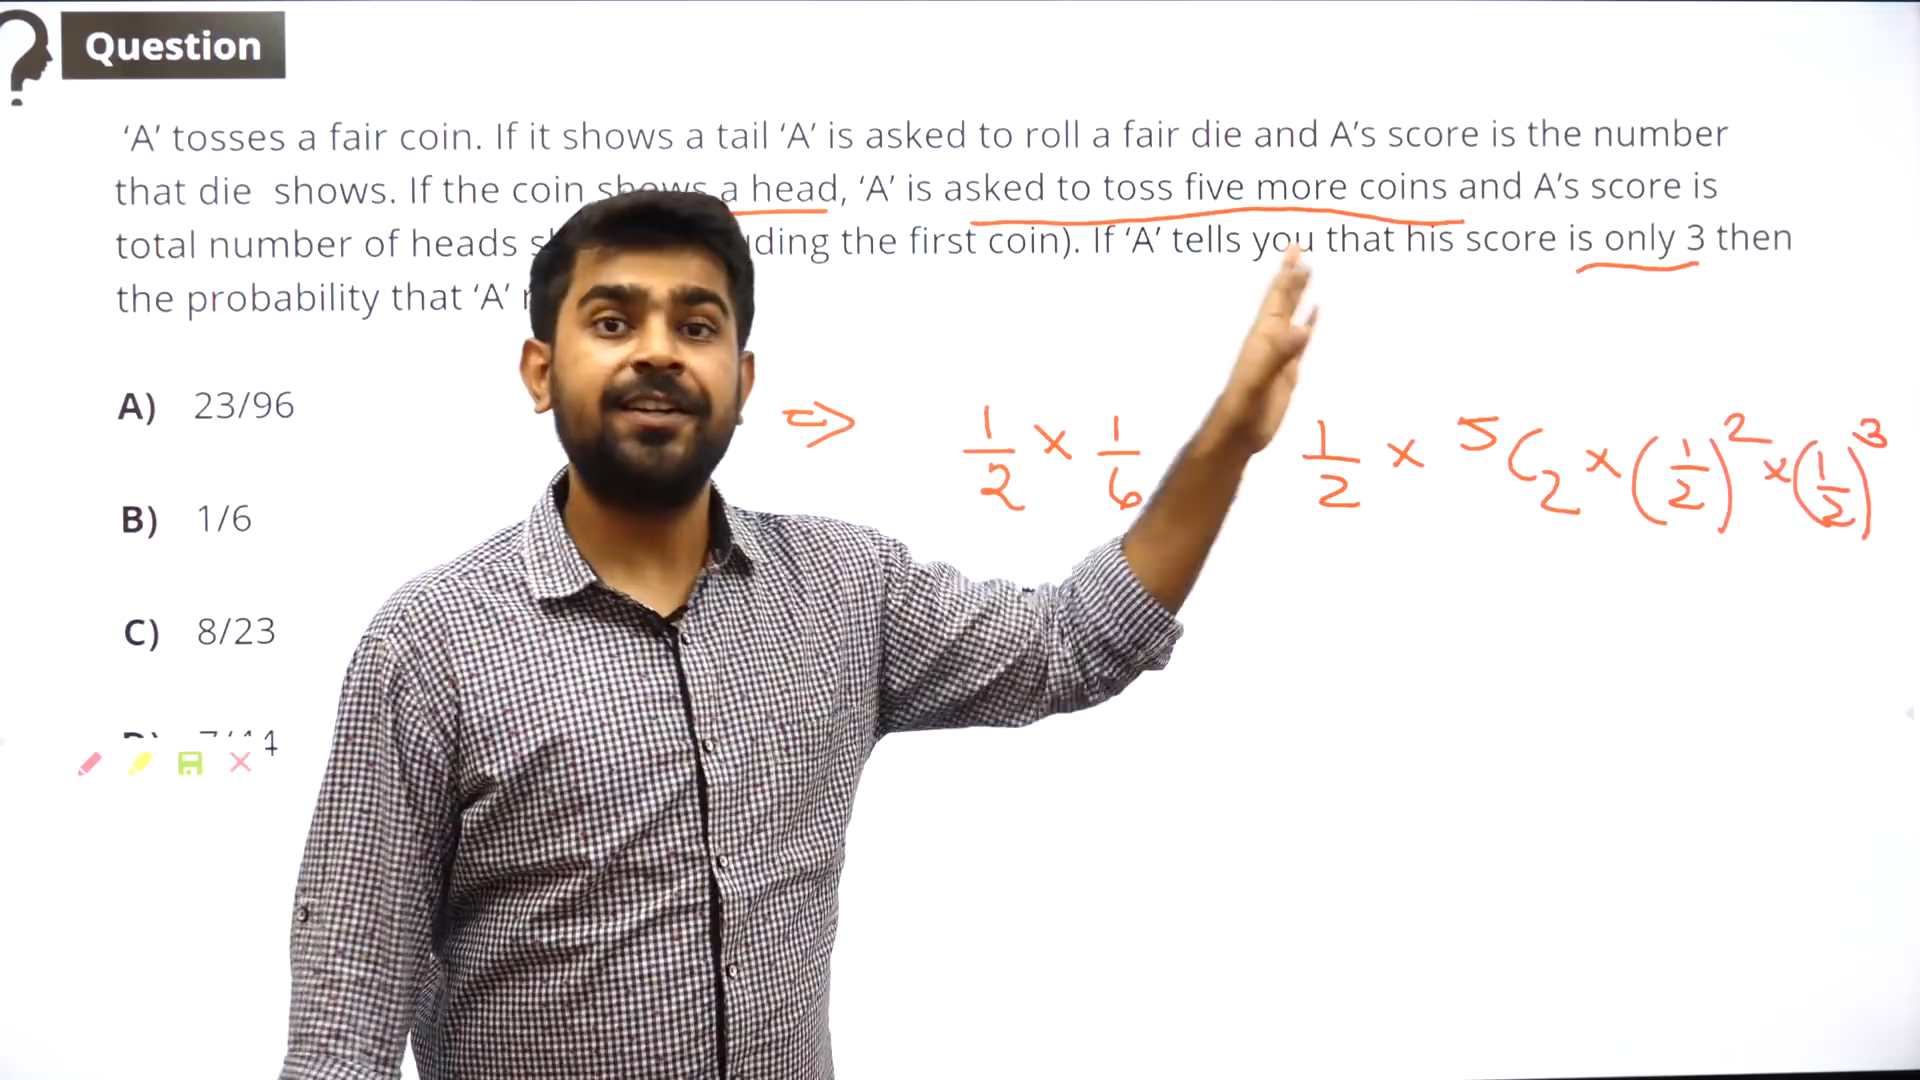 Question
‘A’ tosses a fair coin. If it shows a tail ‘A’ is asked to roll a fair die and A’s score is the number
that die shows. If the coin shows a head, ‘A’ is asked to toss five more coins and A’s score is
total number of heads ding the first coin). If ‘A’ tells you that his score is only 3 then
the probability that ‘A’
A) 23/96
⇒ 1/2 × 1/6 1/2 × ⁵C₂ × (1/2)² × (1/2)³
B) 1/6
C) 8/23